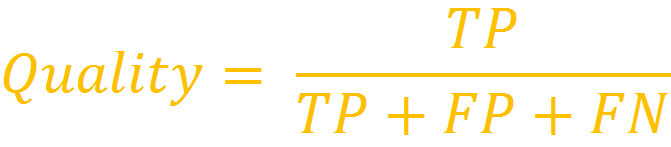 Quality = TP / TP + FP + FN